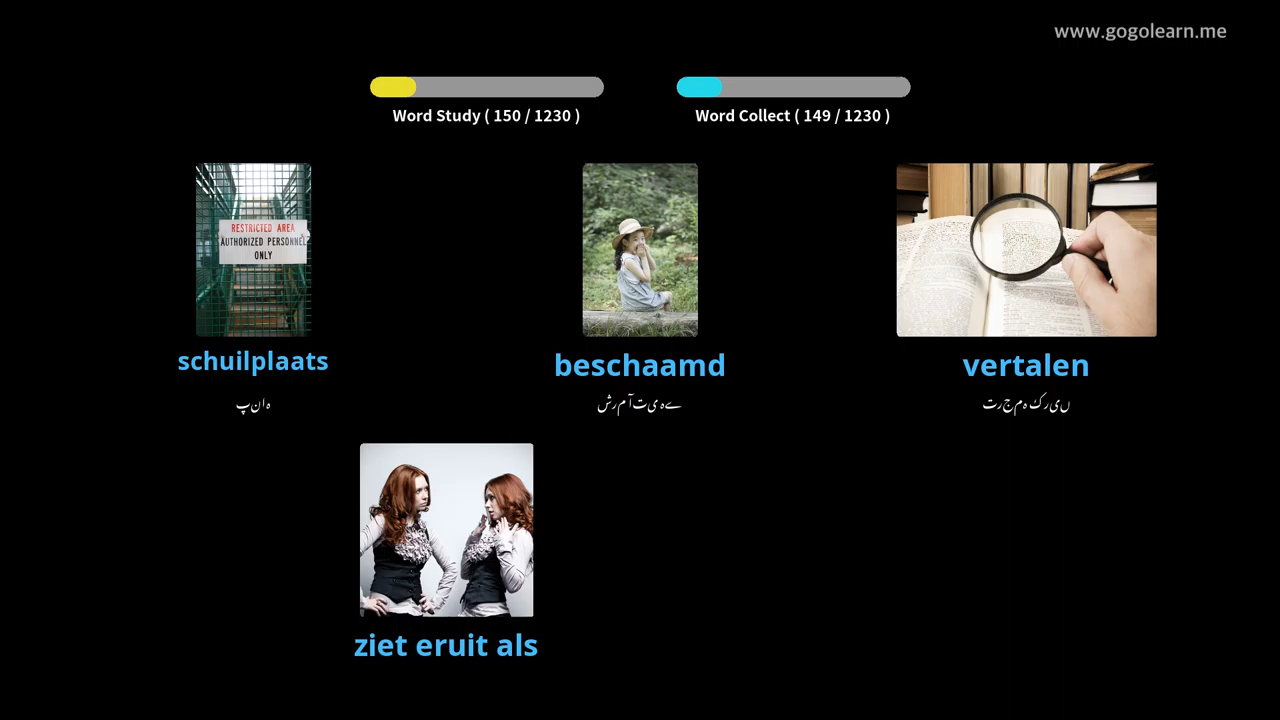 www.gogolearn.me
Word Study ( 150 / 1230 )
Word Collect ( 149 / 1230 )
RESTRICTED AREA
AUTHORIZED PERSONNEL
ONLY
schuilplaats
beschaamd
vertalen
پناہ
شرم آتی ہے
ترجمہ کریں
ziet eruit als